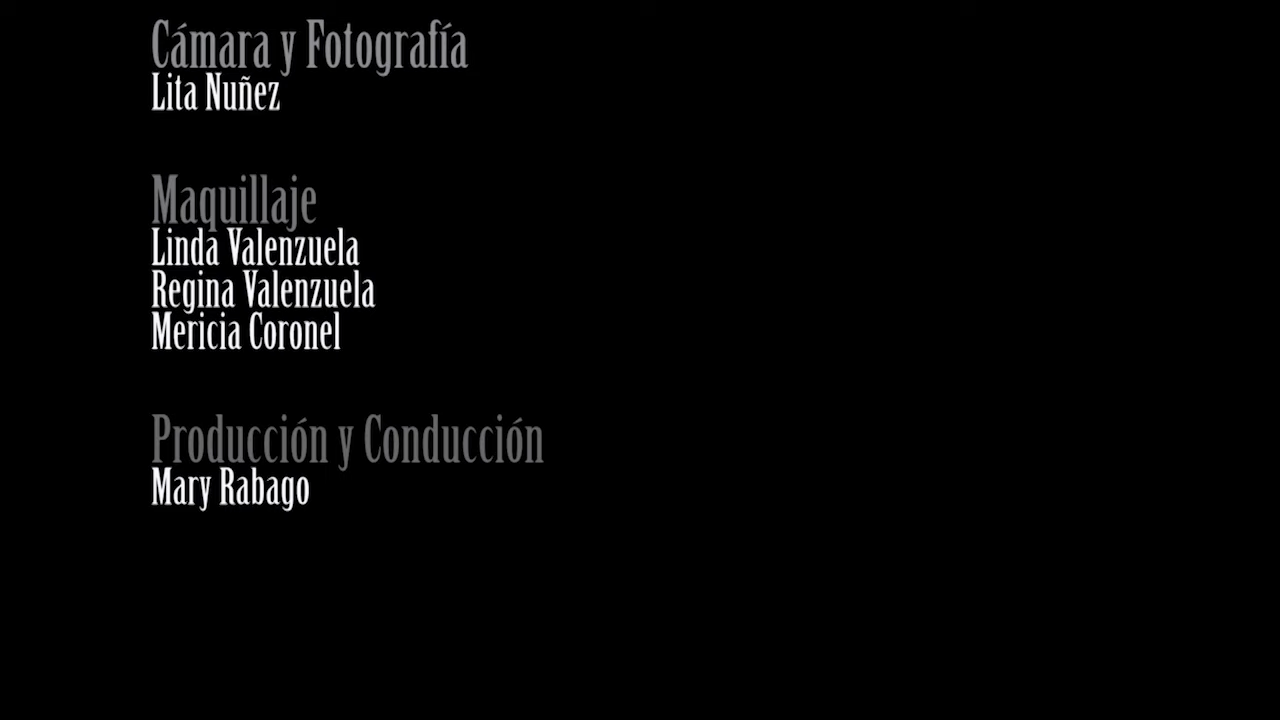 Cámara y Fotografía
Lita Nuñez
Maquillaje
Linda Valenzuela
Regina Valenzuela
Mericia Coronel
Producción y Conducción
Mary Rabago